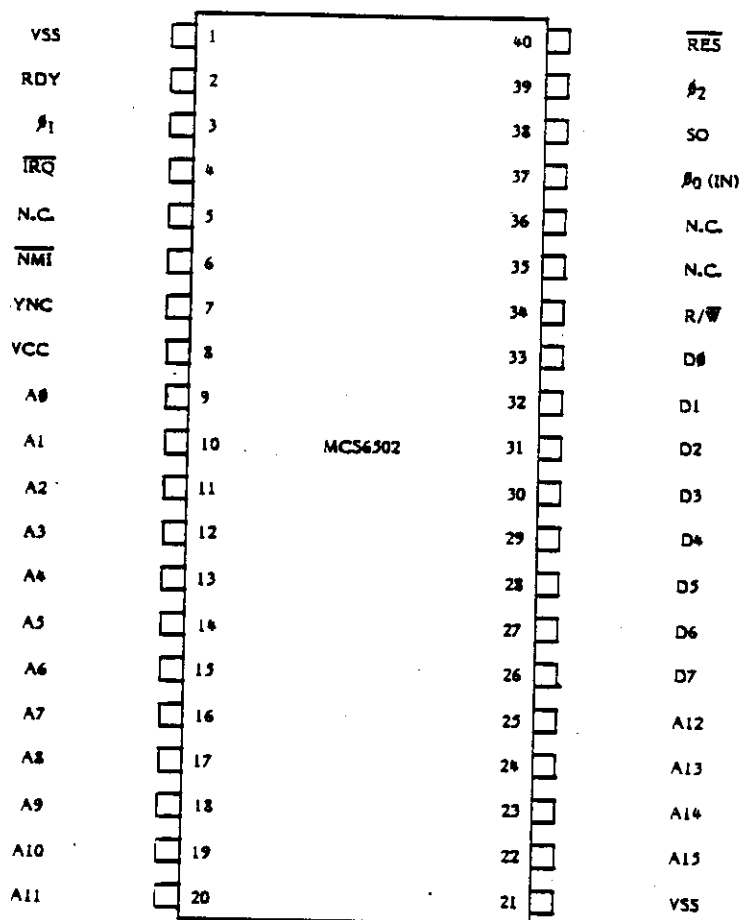 VSS 1 40 R̅E̅S̅
RDY 2 39 ϕ2
ϕ1 3 38 SO
I̅R̅Q̅ 4 37 ϕ0 (IN)
N.C. 5 36 N.C.
N̅M̅I̅ 6 35 N.C.
YNC 7 34 R/W̅
VCC 8 33 DØ
AØ 9 32 D1
A1 10 MCS6502 31 D2
A2 11 30 D3
A3 12 29 D4
A4 13 28 D5
A5 14 27 D6
A6 15 26 D7
A7 16 25 A12
A8 17 24 A13
A9 18 23 A14
A10 19 22 A15
A11 20 21 VSS